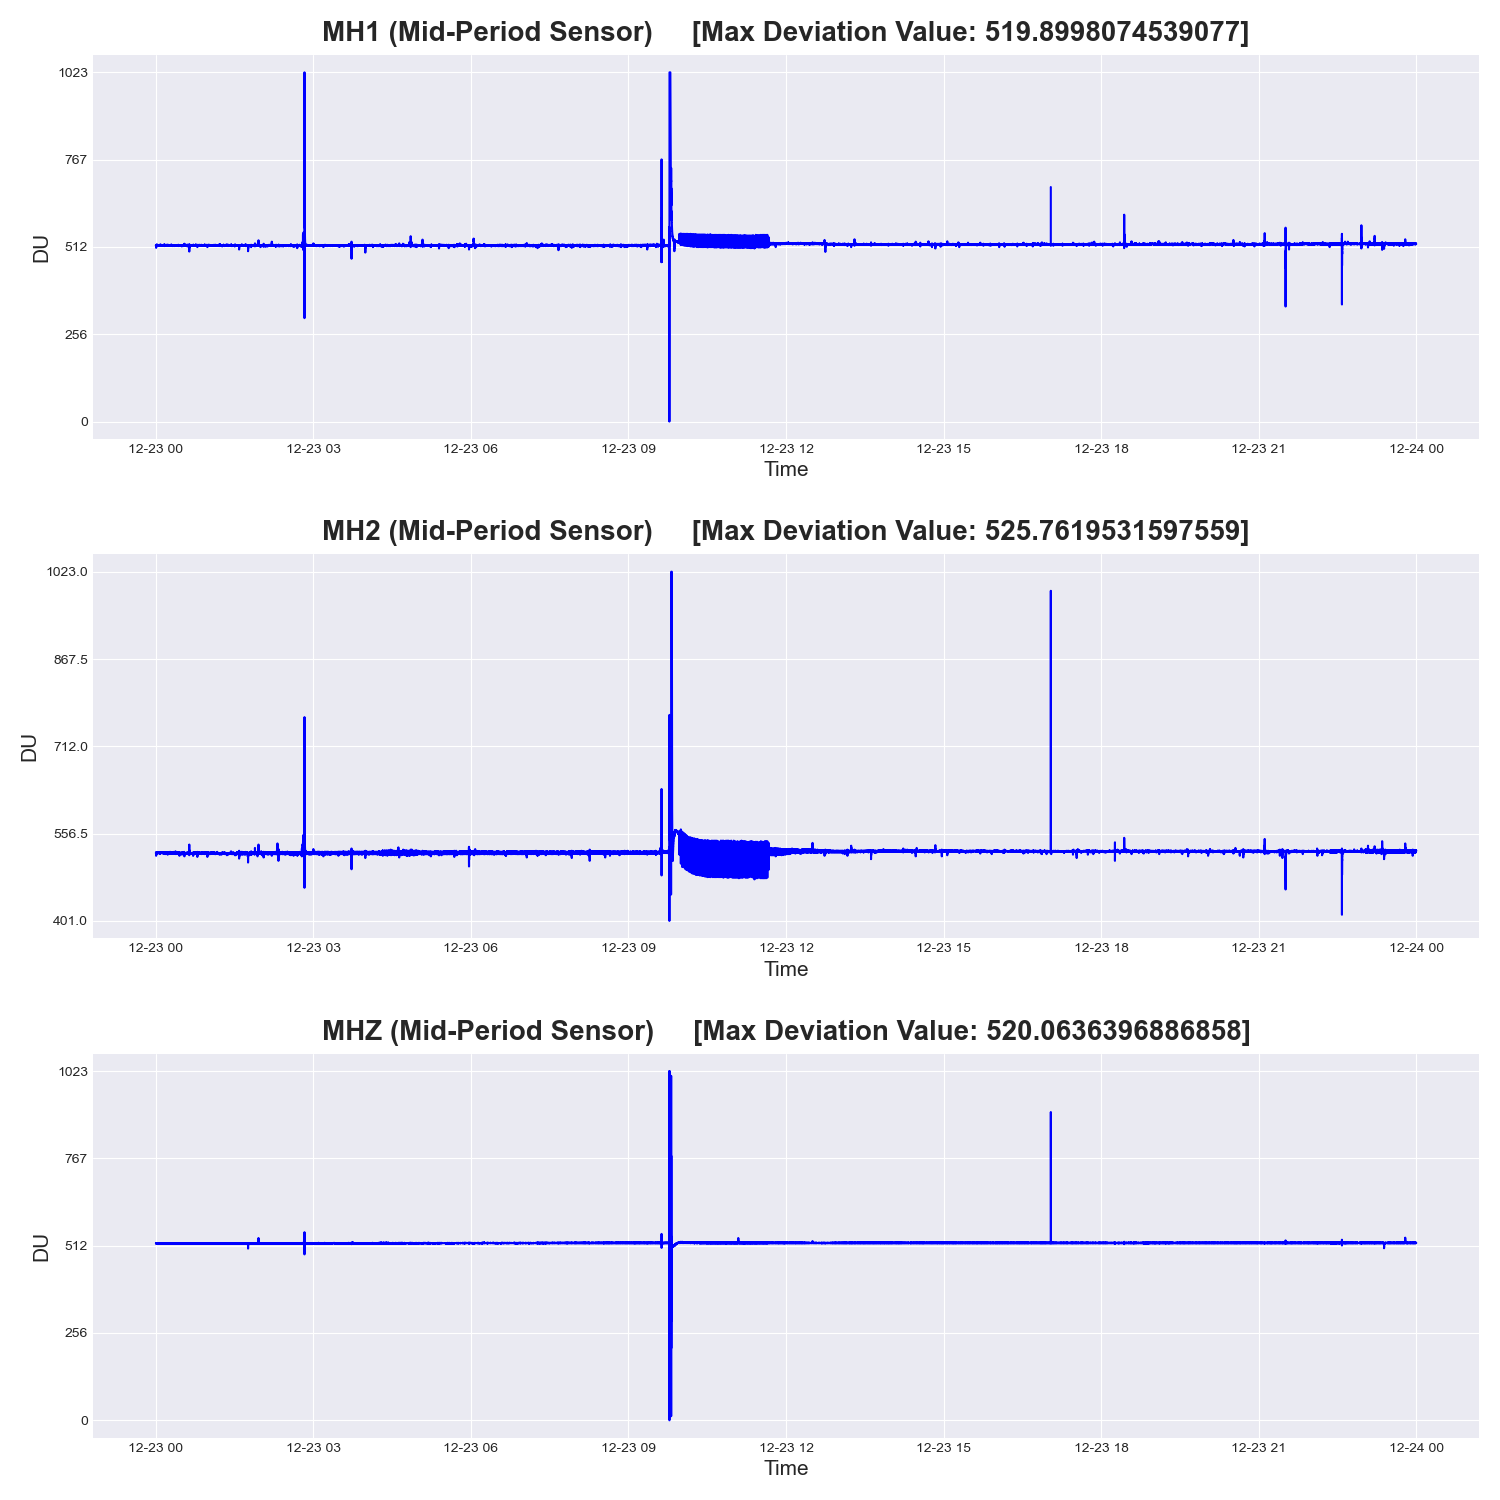 MH1 (Mid-Period Sensor) [Max Deviation Value: 519.8998074539077]
1023
767
512
256
0
DU
12-23 00 12-23 03 12-23 06 12-23 09 12-23 12 12-23 15 12-23 18 12-23 21 12-24 00
Time
MH2 (Mid-Period Sensor) [Max Deviation Value: 525.7619531597559]
1023.0
867.5
712.0
556.5
401.0
DU
12-23 00 12-23 03 12-23 06 12-23 09 12-23 12 12-23 15 12-23 18 12-23 21 12-24 00
Time
MHZ (Mid-Period Sensor) [Max Deviation Value: 520.0636396886858]
1023
767
512
256
0
DU
12-23 00 12-23 03 12-23 06 12-23 09 12-23 12 12-23 15 12-23 18 12-23 21 12-24 00
Time